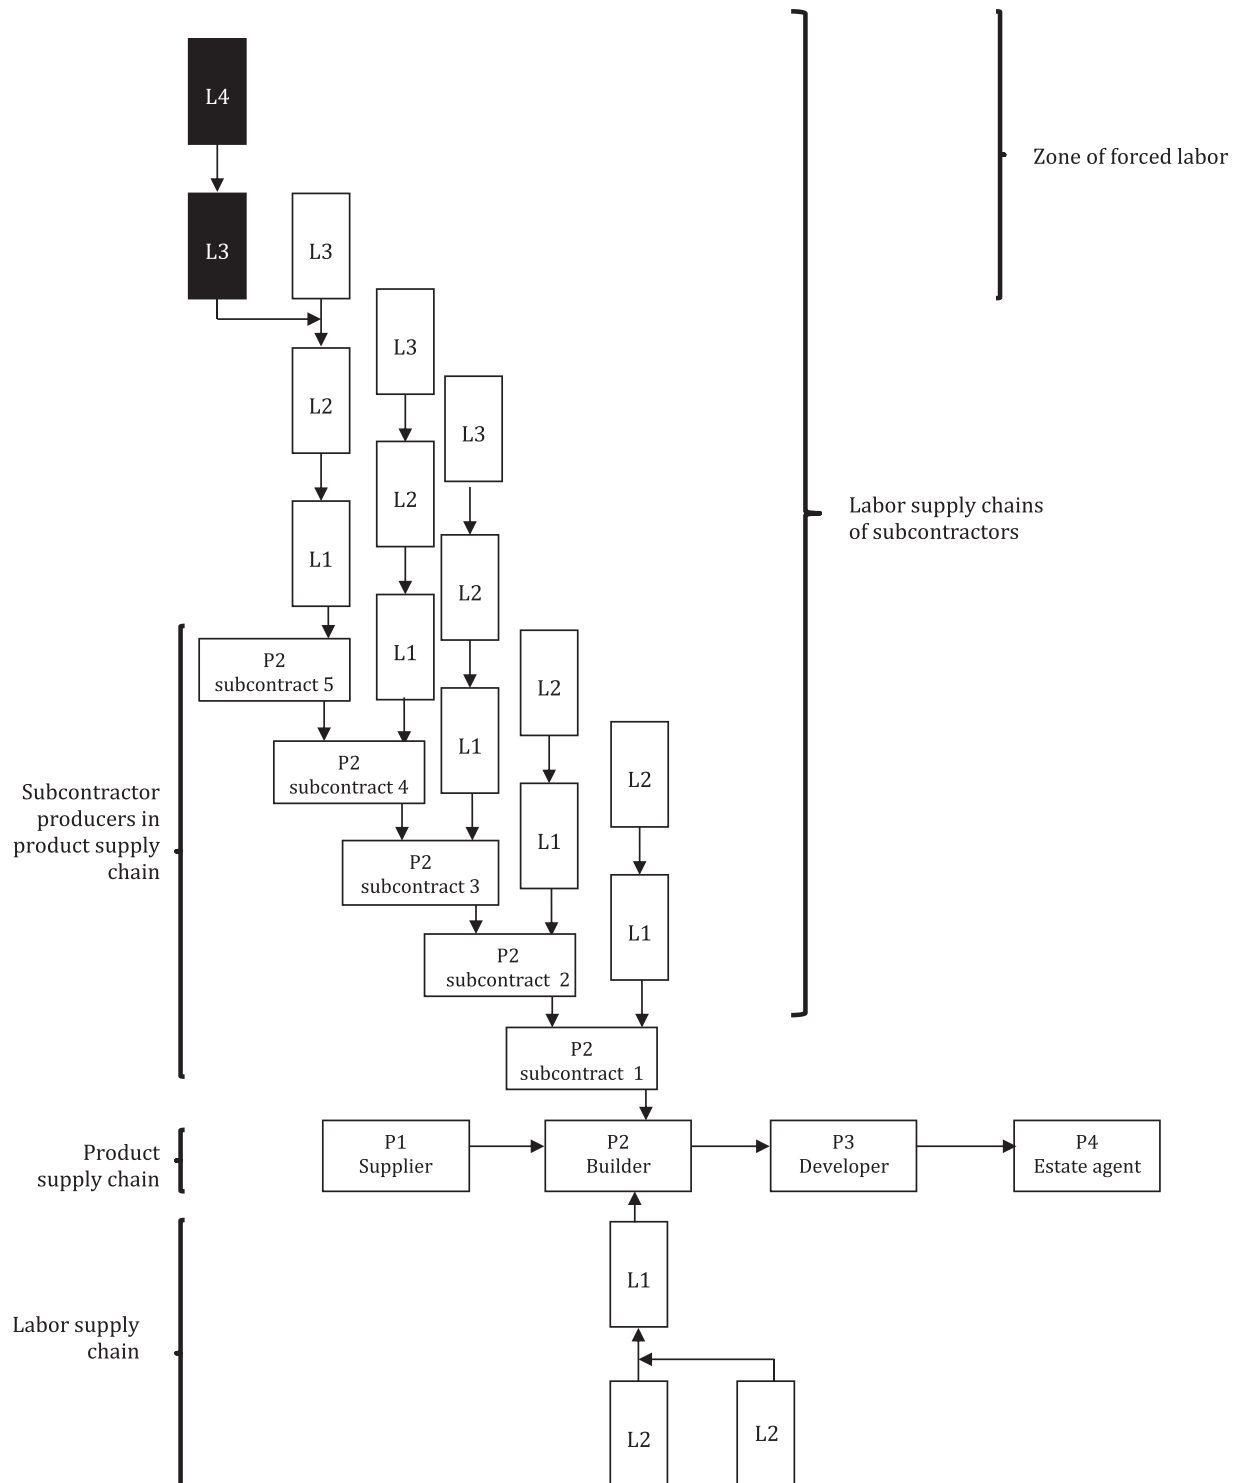 L4
Zone of forced labor
L3
L3
L3
L2
L3
L2
Labor supply chains
of subcontractors
L1
L2
L1
P2
subcontract 5
L2
L1
P2
subcontract 4
L2
Subcontractor
producers in
product supply
chain
L1
P2
subcontract 3
L1
P2
subcontract 2
P2
subcontract 1
Product
supply chain
P1
Supplier
P2
Builder
P3
Developer
P4
Estate agent
L1
Labor supply
chain
L2
L2